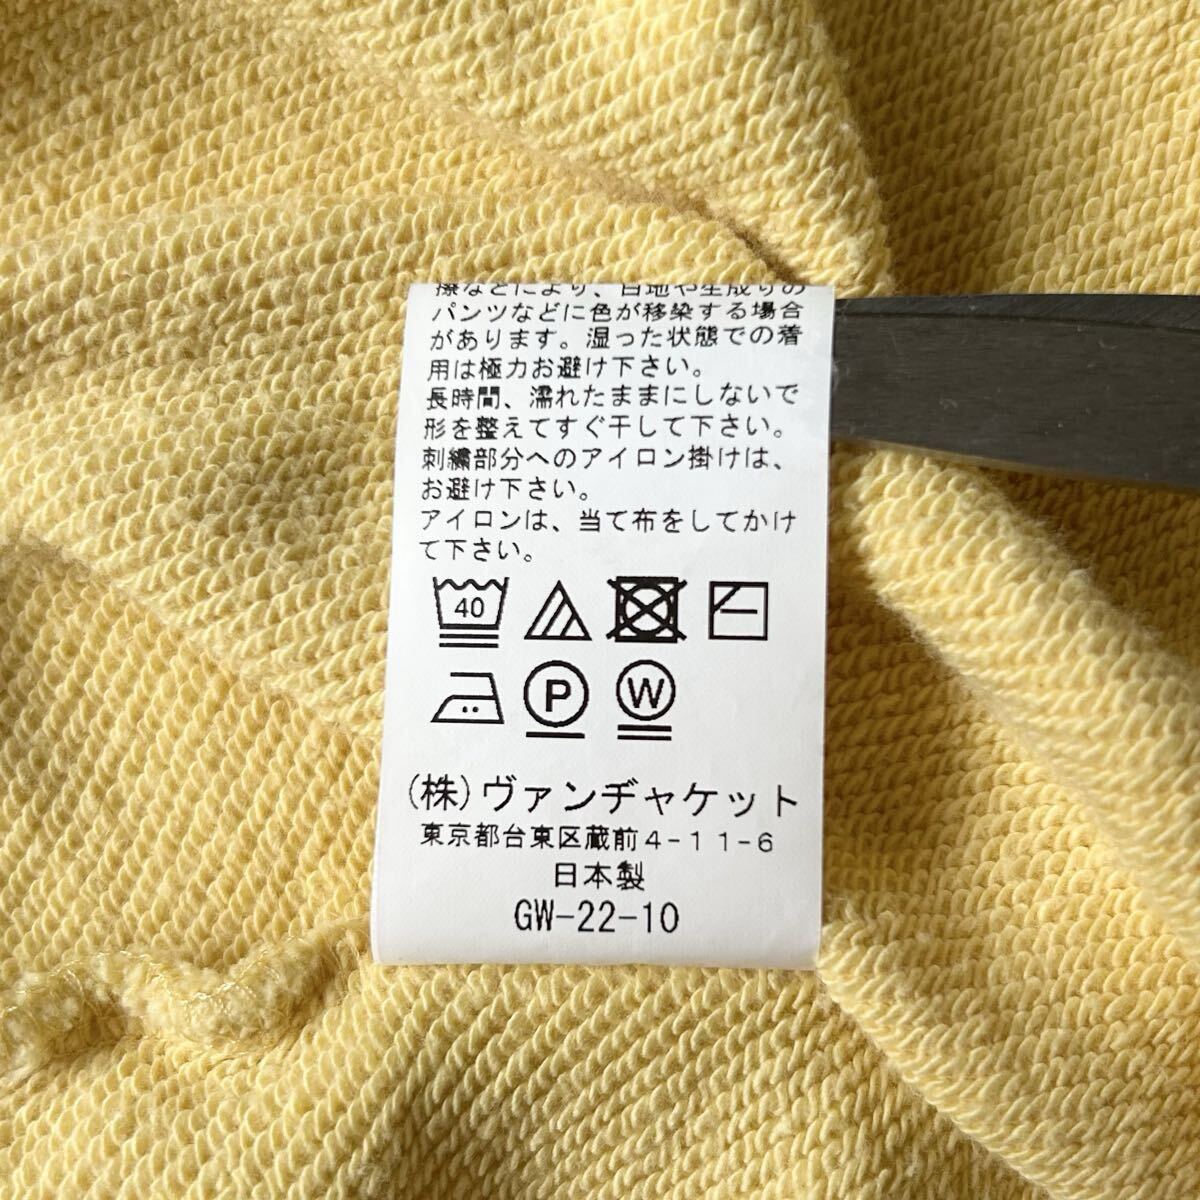 擦などにより、白地や生成りの
パンツなどに色が移染する場合
があります。湿った状態での着
用は極力お避け下さい。
長時間、濡れたままにしないで
形を整えてすぐ干して下さい。
刺繍部分へのアイロン掛けは、
お避け下さい。
アイロンは、当て布をしてかけ
て下さい。
40
P W
(株)ヴァンヂャケット
東京都台東区蔵前4-11-6
日本製
GW-22-10